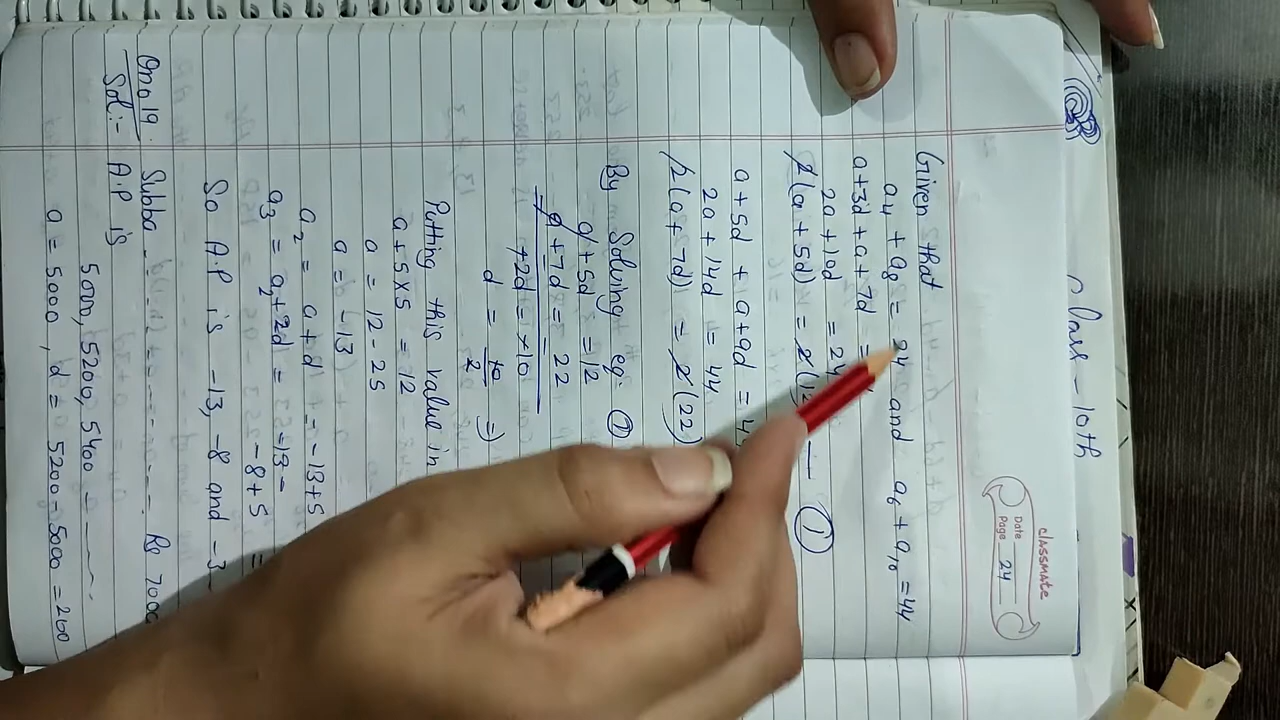 Class - 10th
classmate
Date
Page 24
Given that
a4 + a8 = 24 and a6 + a10 = 44
a+3d + a + 7d =
2a + 10d = 24
2(a + 5d) = 2(12 — ①
a + 5d + a + 9d = 4
2a + 14d = 44
2(a + 7d) = 2(22)
By Solving eq: ①
a + 5d = 12
a + 7d = 22
+2d = +10
d = 10/2 ⇒
Putting this value in
a + 5×5 = 12
a = 12 - 25
a = -13
a2 = a + d = -13+5
a3 = a2+2d = -13 -
-8+5 =
So A.P is -13, -8 and -3
Qno 19. Subba ------- Rs 7000
Sol:- A.P is
5000, 5200, 5400 -----
a = 5000, d = 5200 - 5000 = 200